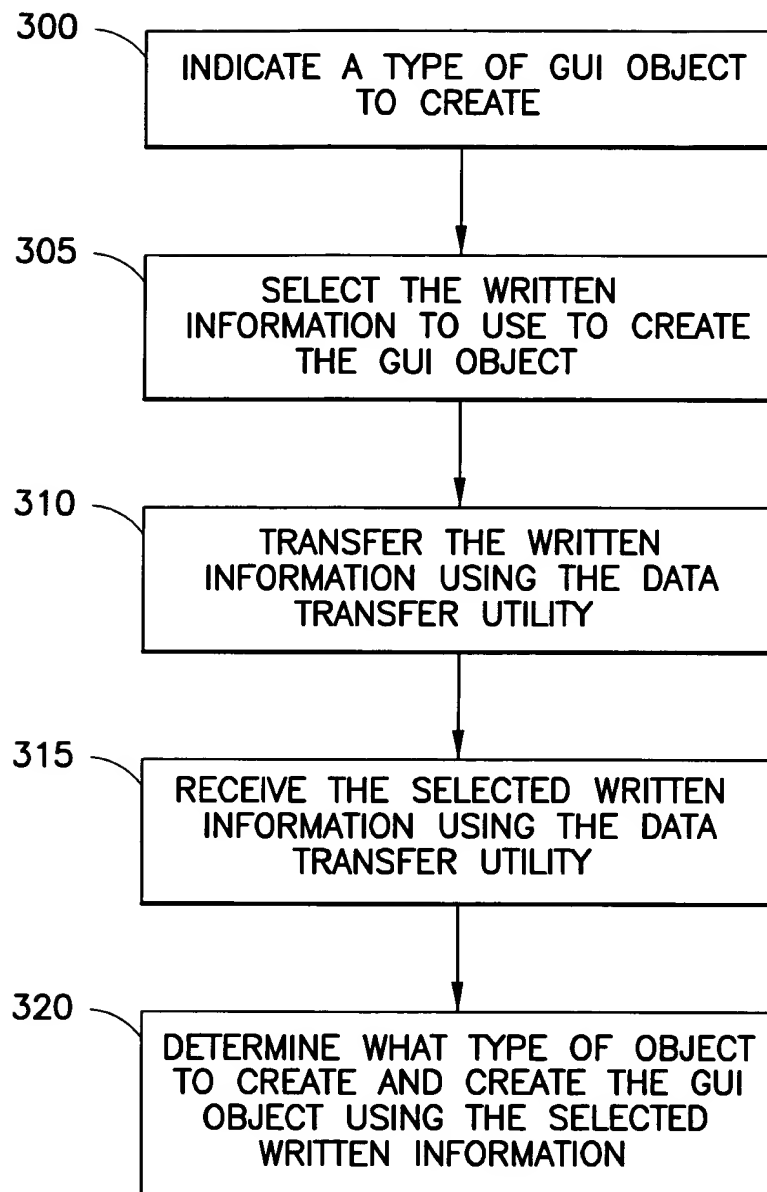 300
INDICATE A TYPE OF GUI OBJECT
TO CREATE
305
SELECT THE WRITTEN
INFORMATION TO USE TO CREATE
THE GUI OBJECT
310
TRANSFER THE WRITTEN
INFORMATION USING THE DATA
TRANSFER UTILITY
315
RECEIVE THE SELECTED WRITTEN
INFORMATION USING THE DATA
TRANSFER UTILITY
320
DETERMINE WHAT TYPE OF OBJECT
TO CREATE AND CREATE THE GUI
OBJECT USING THE SELECTED
WRITTEN INFORMATION